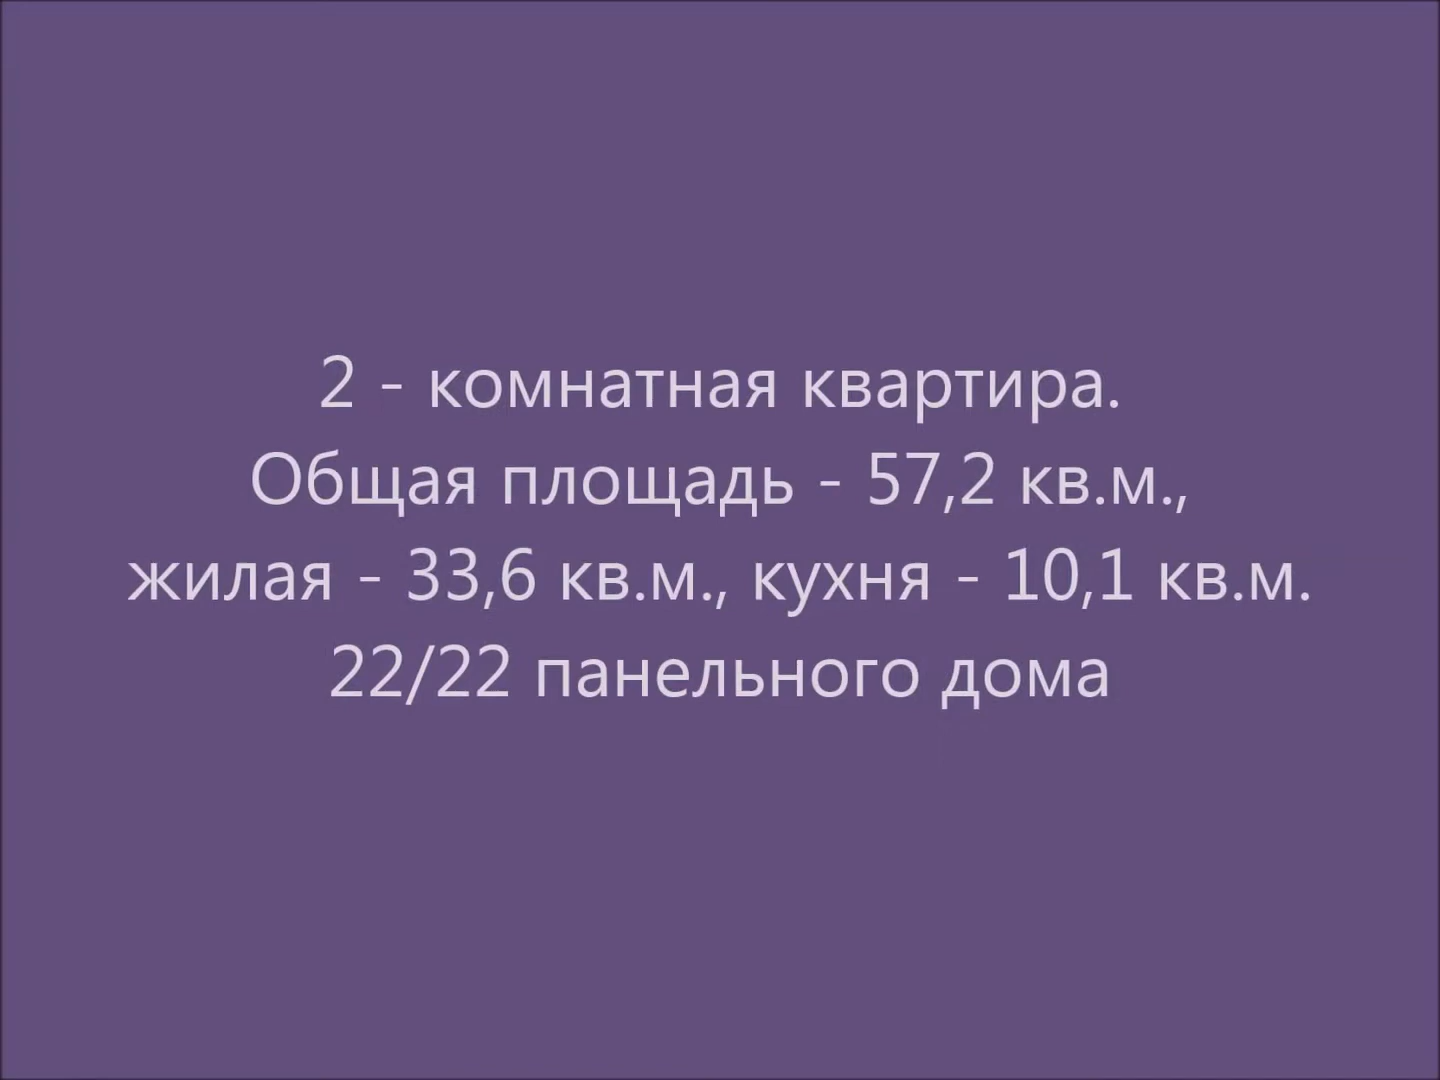 2 - комнатная квартира.
Общая площадь - 57,2 кв.м.,
жилая - 33,6 кв.м., кухня - 10,1 кв.м.
22/22 панельного дома